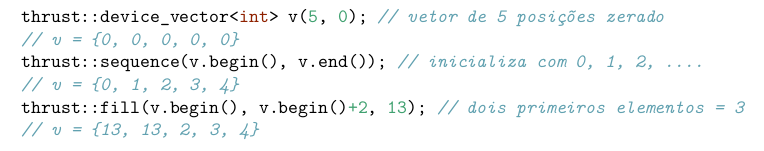 thrust::device_vector<int> v(5, 0); // vetor de 5 posições zerado
// v = {0, 0, 0, 0, 0}
thrust::sequence(v.begin(), v.end()); // inicializa com 0, 1, 2, ....
// v = {0, 1, 2, 3, 4}
thrust::fill(v.begin(), v.begin()+2, 13); // dois primeiros elementos = 3
// v = {13, 13, 2, 3, 4}